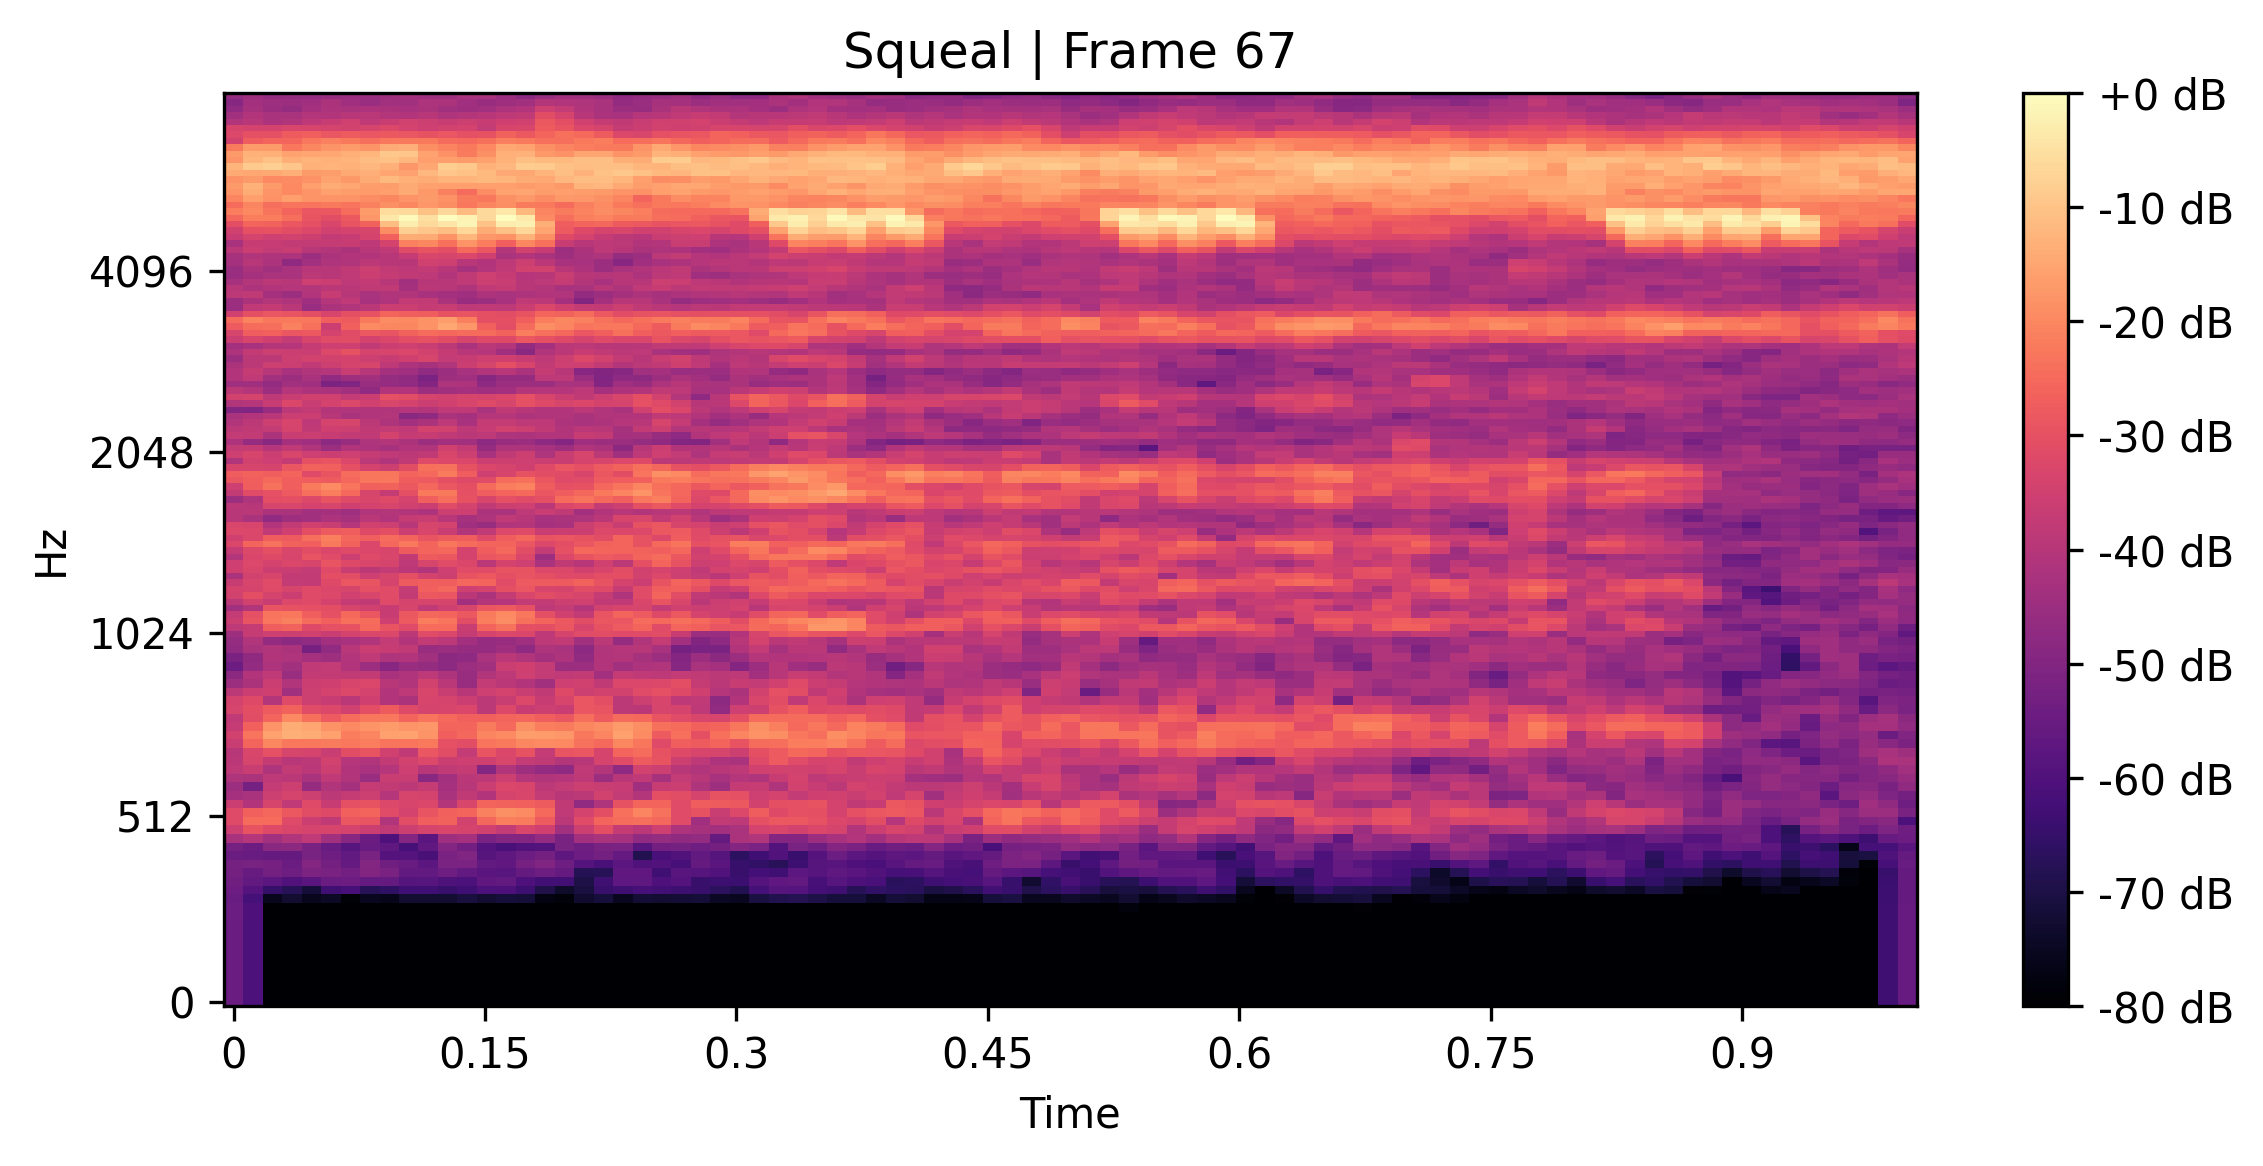 Squeal | Frame 67
Hz
4096
2048
1024
512
0
0 0.15 0.3 0.45 0.6 0.75 0.9
Time
+0 dB
-10 dB
-20 dB
-30 dB
-40 dB
-50 dB
-60 dB
-70 dB
-80 dB